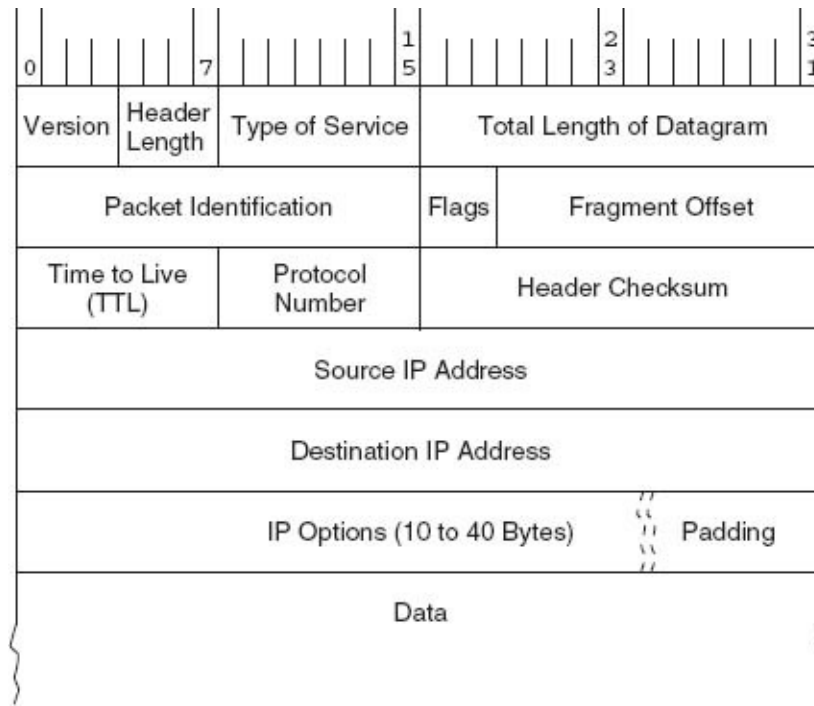 0 7 1 5 2 3 3 1
Version
Header
Length
Type of Service
Total Length of Datagram
Packet Identification
Flags
Fragment Offset
Time to Live
(TTL)
Protocol
Number
Header Checksum
Source IP Address
Destination IP Address
IP Options (10 to 40 Bytes)
Padding
Data